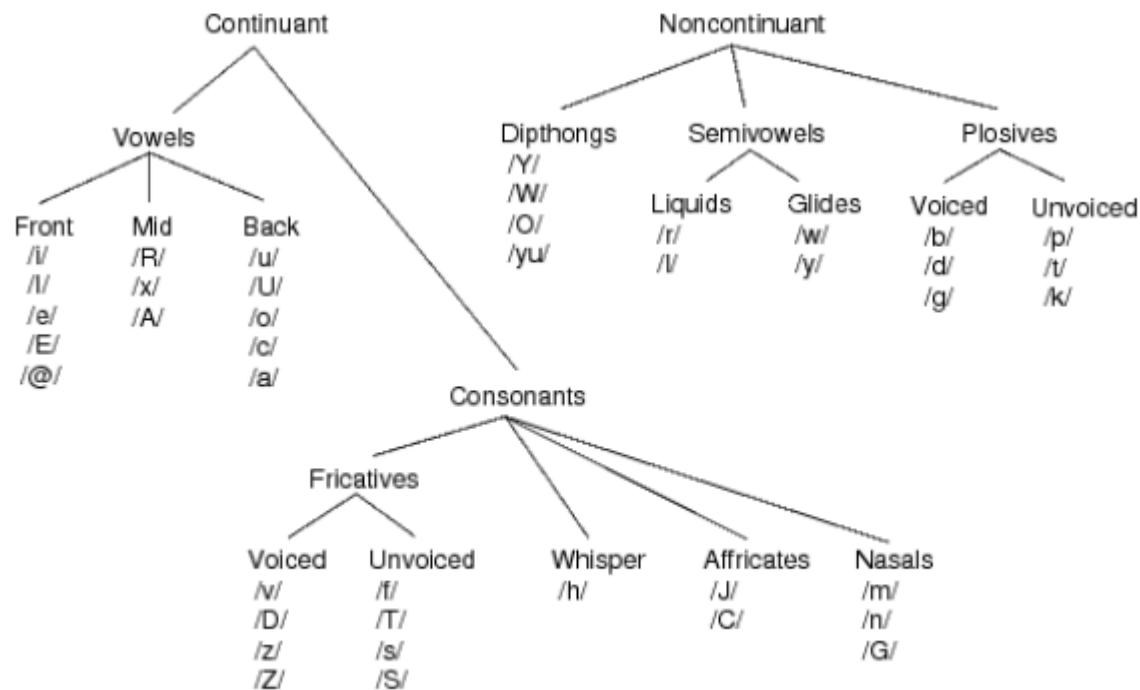 Continuant Noncontinuant
Vowels Dipthongs Semivowels Plosives
/Y/
/W/
/O/
/yu/
Liquids Glides Voiced Unvoiced
/r/ /w/ /b/ /p/
/l/ /y/ /d/ /t/
/g/ /k/
Front Mid Back
/i/ /R/ /u/
/I/ /x/ /U/
/e/ /A/ /o/
/E/ /c/
/@/ /a/
Consonants
Fricatives
Voiced Unvoiced Whisper Affricates Nasals
/v/ /f/ /h/ /J/ /m/
/D/ /T/ /C/ /n/
/z/ /s/ /G/
/Z/ /S/